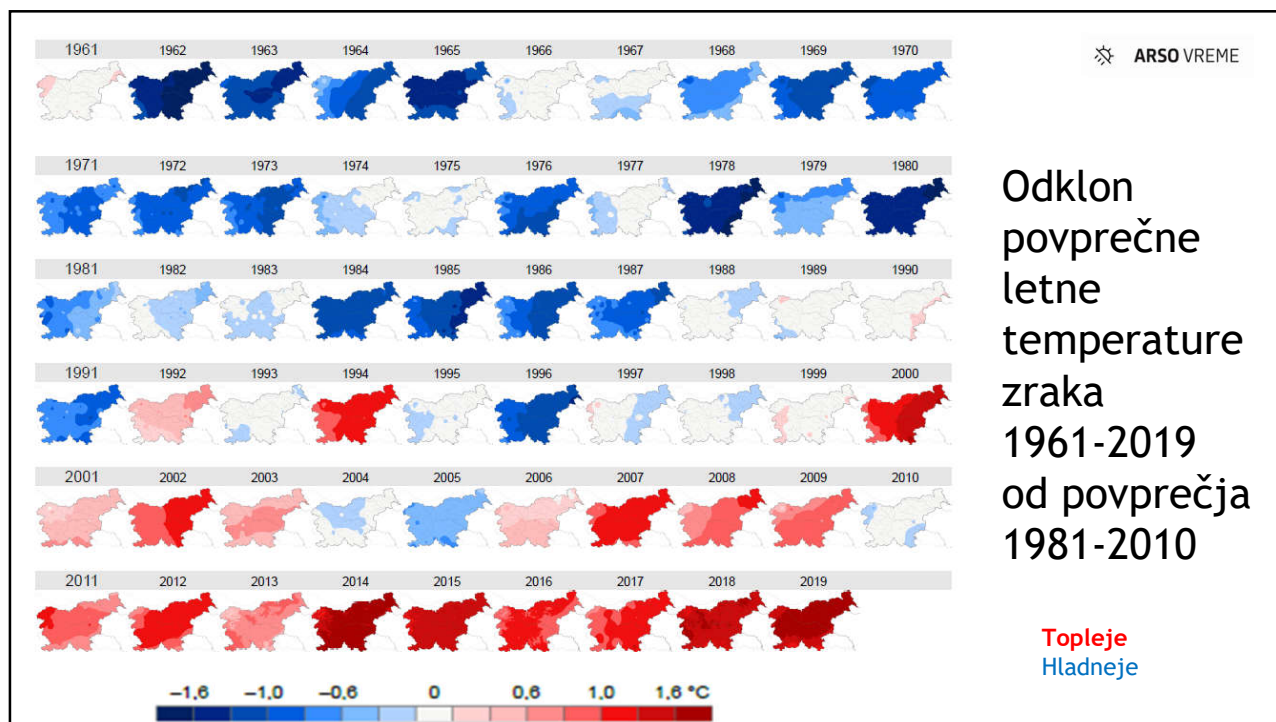 1961 1962 1963 1964 1965 1966 1967 1968 1969 1970
ARSO VREME
1971 1972 1973 1974 1975 1976 1977 1978 1979 1980
1981 1982 1983 1984 1985 1986 1987 1988 1989 1990
1991 1992 1993 1994 1995 1996 1997 1998 1999 2000
2001 2002 2003 2004 2005 2006 2007 2008 2009 2010
2011 2012 2013 2014 2015 2016 2017 2018 2019
−1,6 −1,0 −0,6 0 0,6 1,0 1,6 °C
Odklon
povprečne
letne
temperature
zraka
1961-2019
od povprečja
1981-2010
Topleje
Hladneje